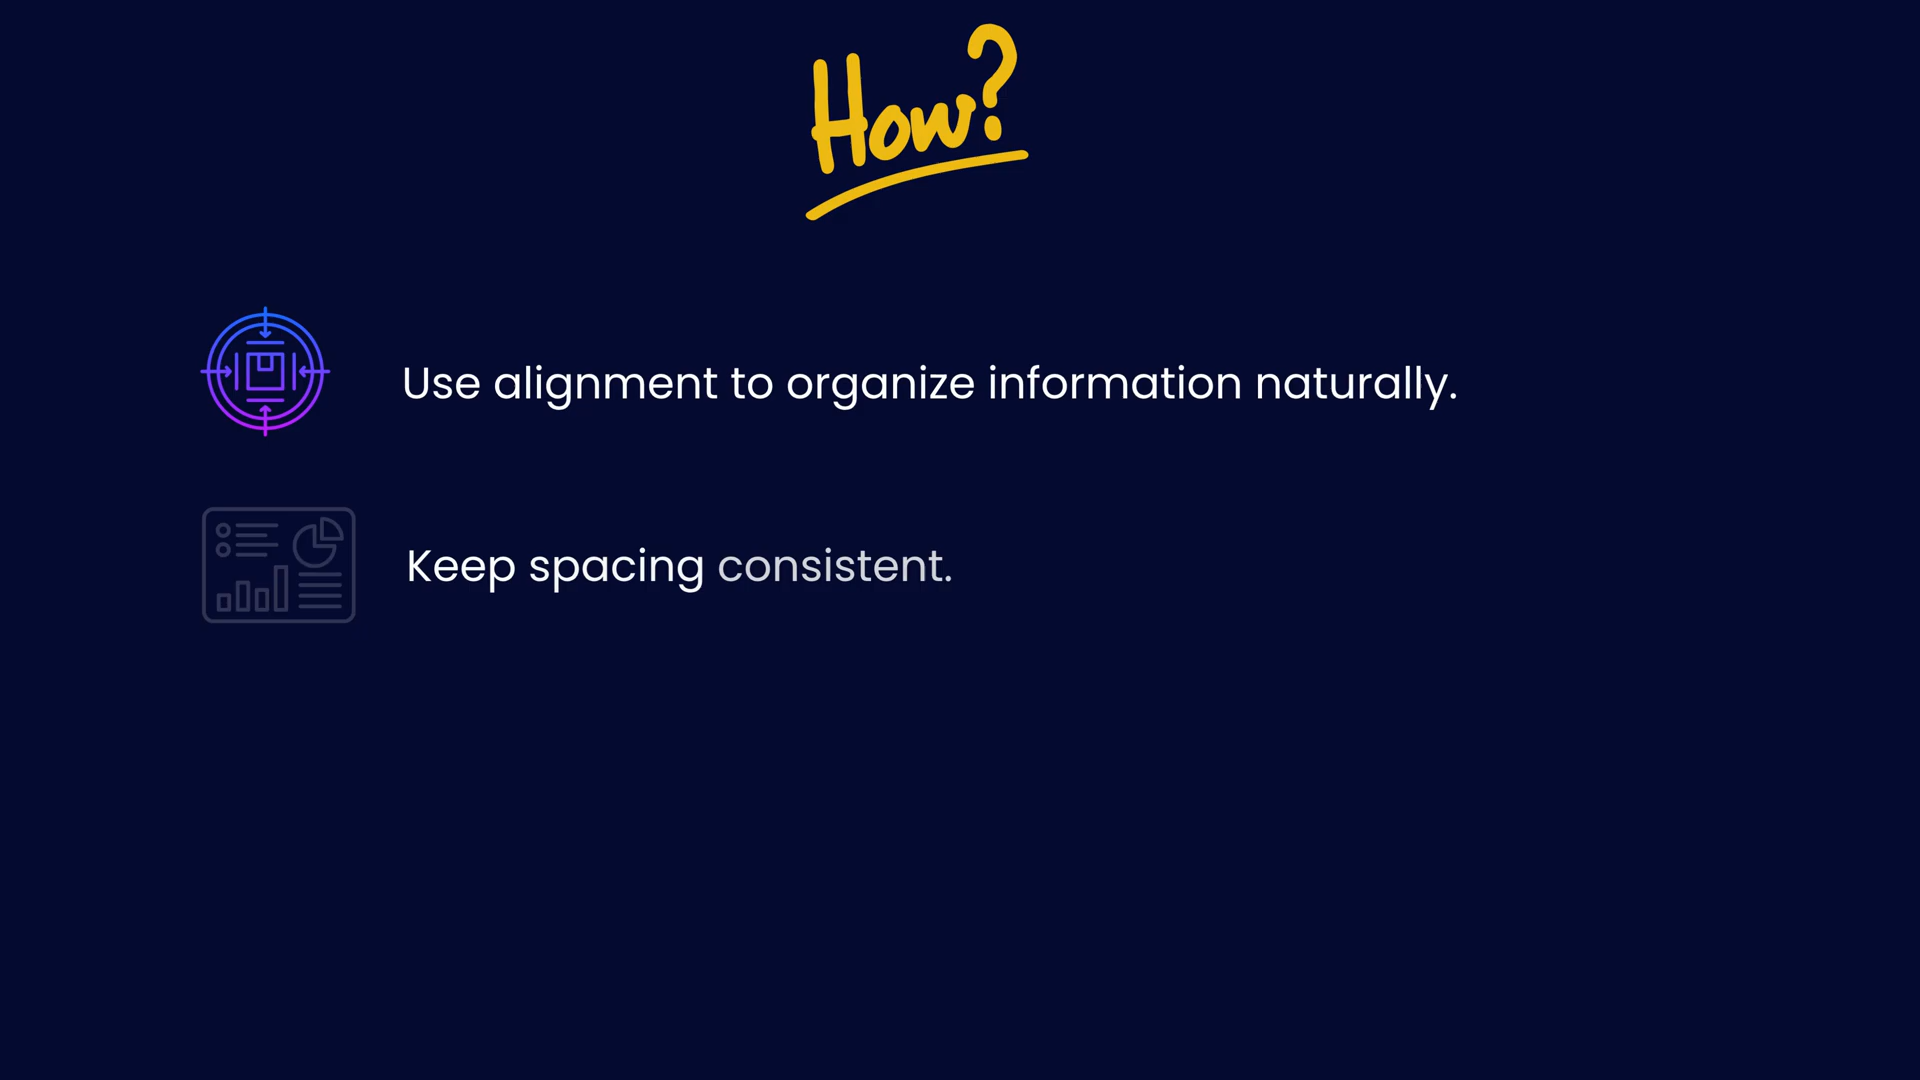 How?
Use alignment to organize information naturally.
Keep spacing consistent.